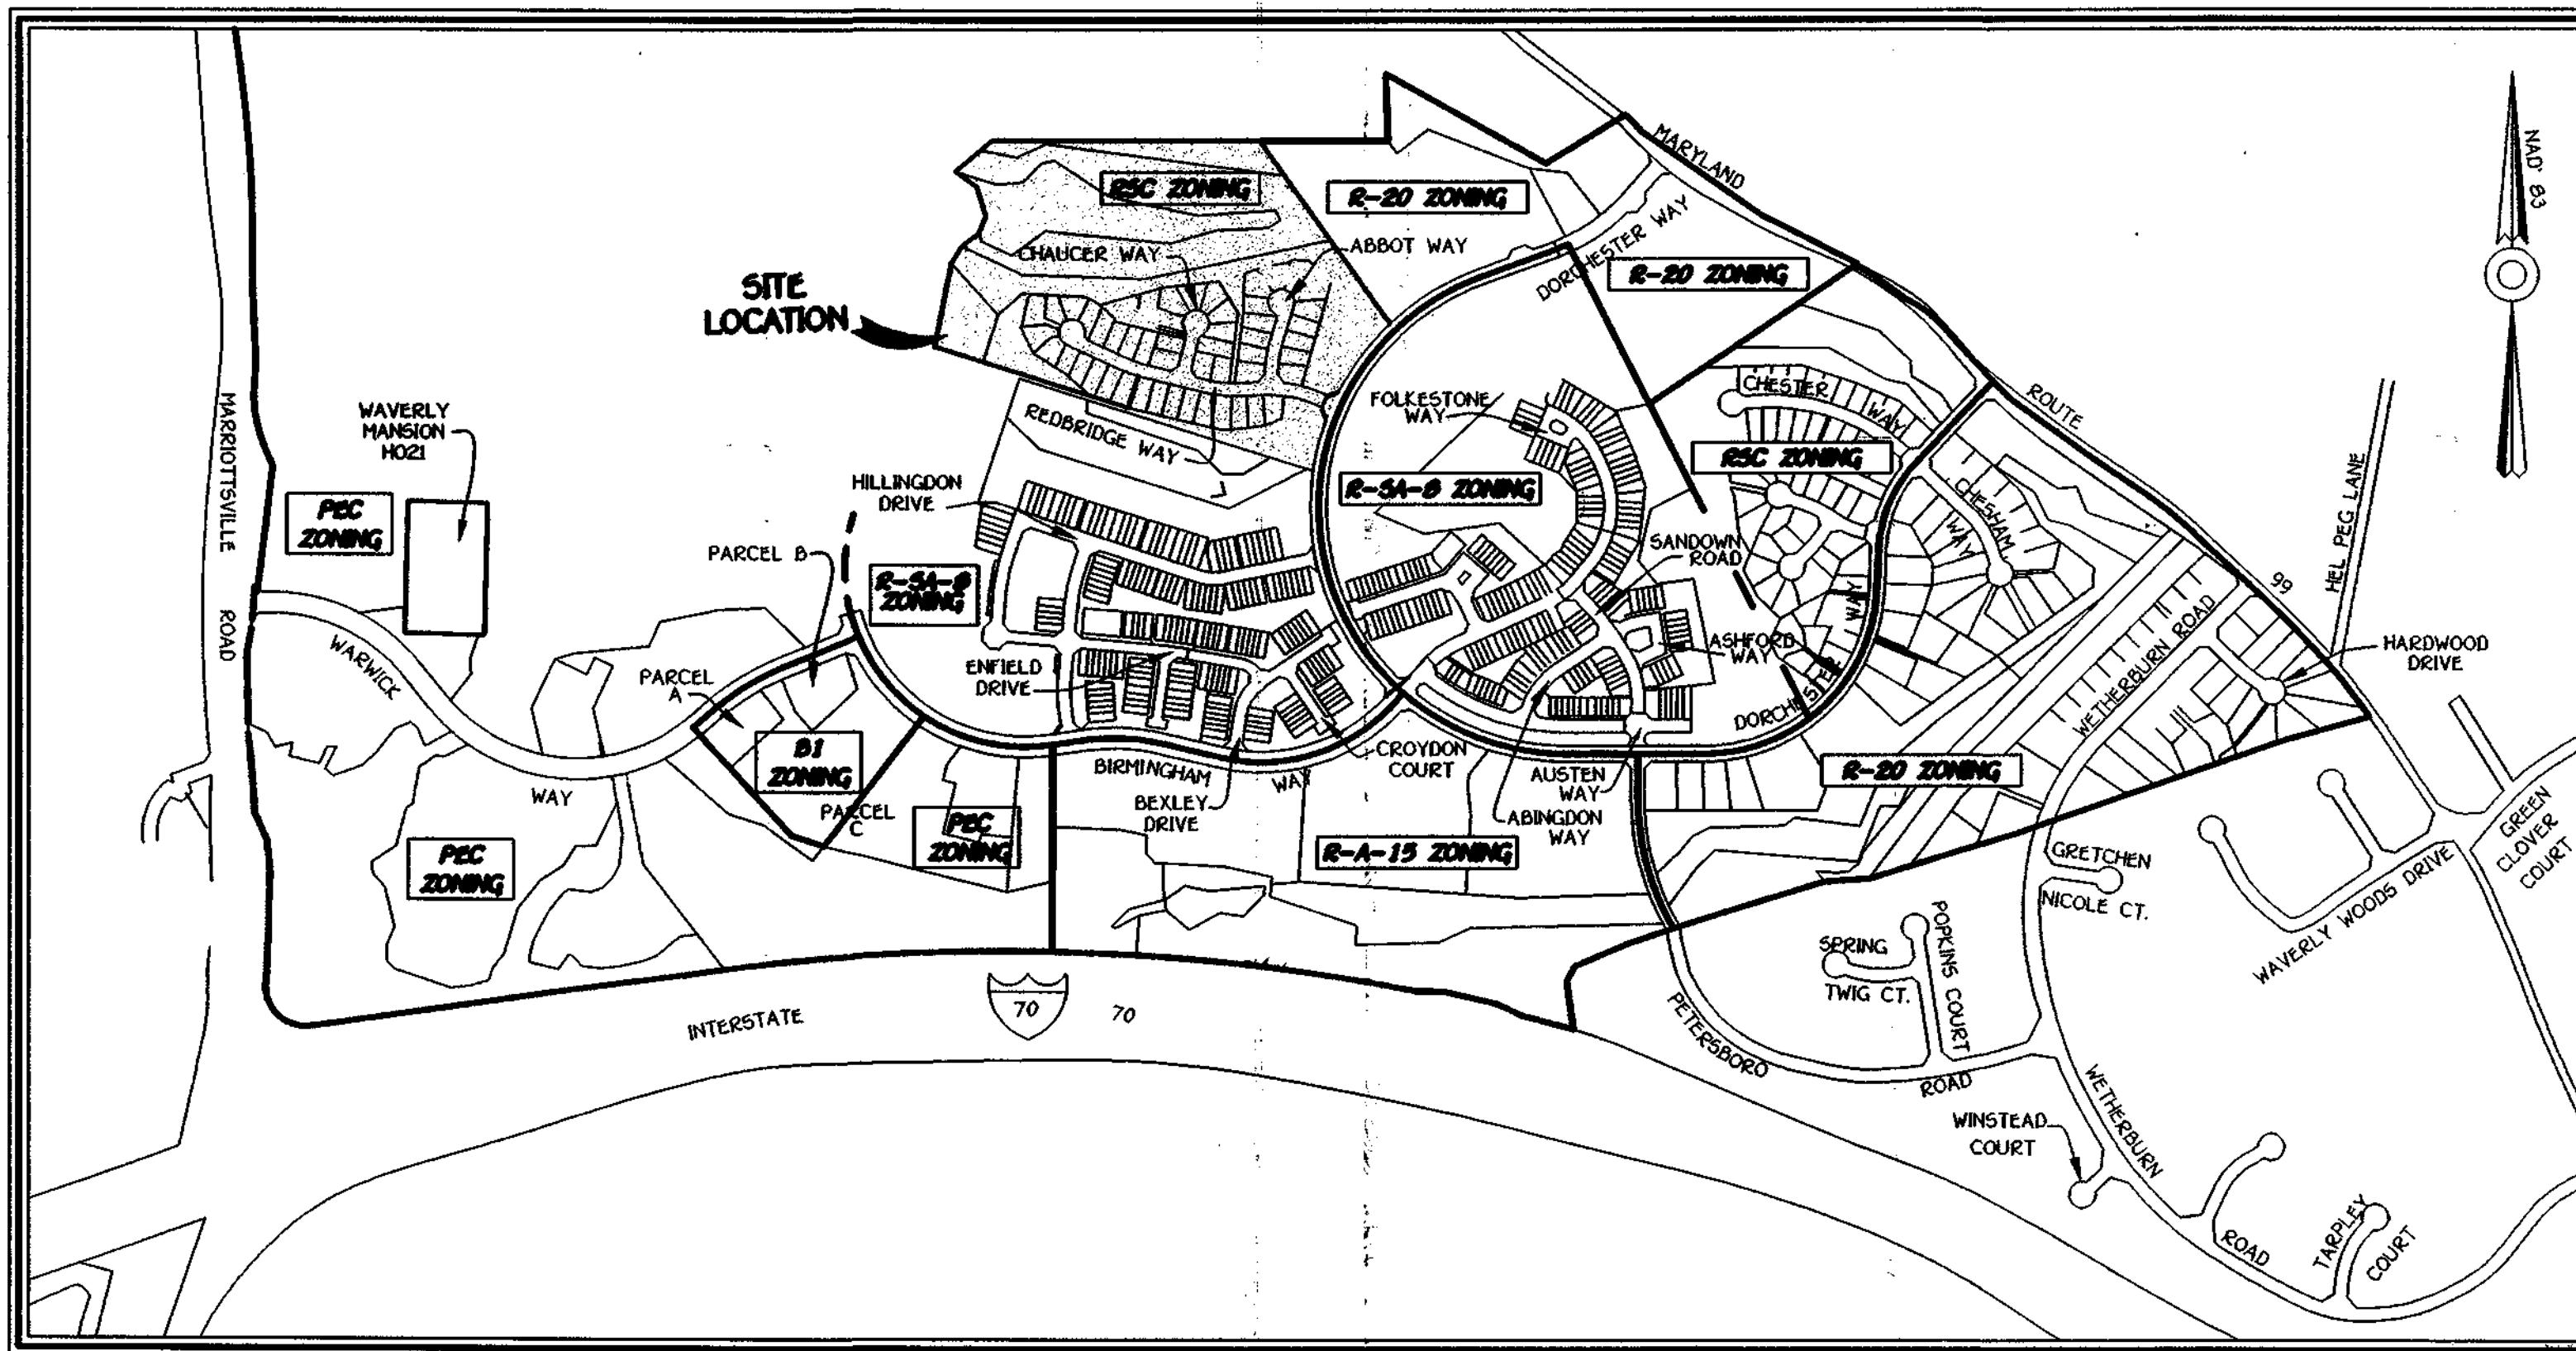 MARYLAND
ROUTE
99
NAD' 83
RSC ZONING
R-20 ZONING
DORCHESTER WAY
R-20 ZONING
CHAUCER WAY
ABBOT WAY
SITE
LOCATION
MARRIOTTSVILLE
ROAD
WAVERLY
MANSION
HO21
PEC
ZONING
REDBRIDGE WAY
HILLINGDON
DRIVE
FOLKESTONE
WAY
CHESTER
WAY
RSC ZONING
R-SA-8 ZONING
CHESHAM
WAY
HEL PEG LANE
PARCEL B
R-SA-8
ZONING
SANDOWN
ROAD
WARWICK
WAY
PARCEL
A
ENFIELD
DRIVE
ASHFORD
WAY
DORCHESTER
WAY
WETHERBURN ROAD
HARDWOOD
DRIVE
B1
ZONING
PARCEL
C
BIRMINGHAM
WAY
BEXLEY
DRIVE
CROYDON
COURT
AUSTEN
WAY
ABINGDON
WAY
R-20 ZONING
PEC
ZONING
PEC
ZONING
R-A-15 ZONING
GRETCHEN
NICOLE CT.
WAVERLY WOODS DRIVE
GREEN
CLOVER
COURT
SPRING
TWIG CT.
POPKINS COURT
INTERSTATE
70
70
PETERSBORO
ROAD
WINSTEAD
COURT
WETHERBURN
ROAD
TARPLEY
COURT